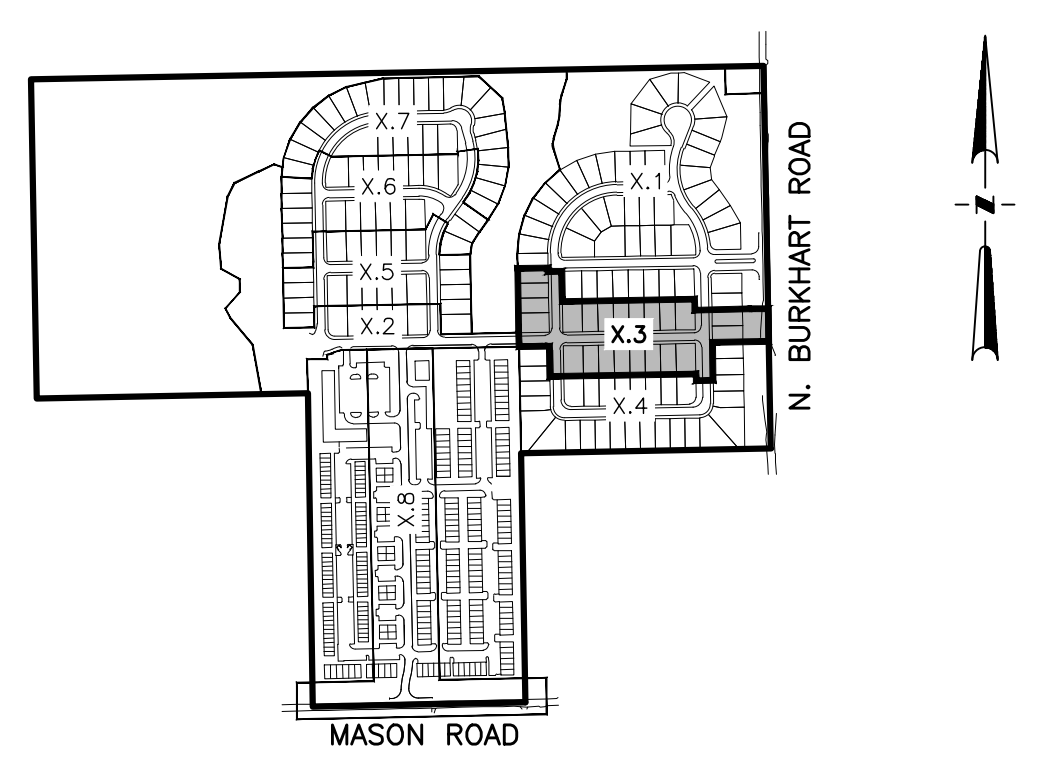 X.7
X.6
X.1
X.5
X.2
X.3
X.4
X.8
N. BURKHART ROAD
N
MASON ROAD